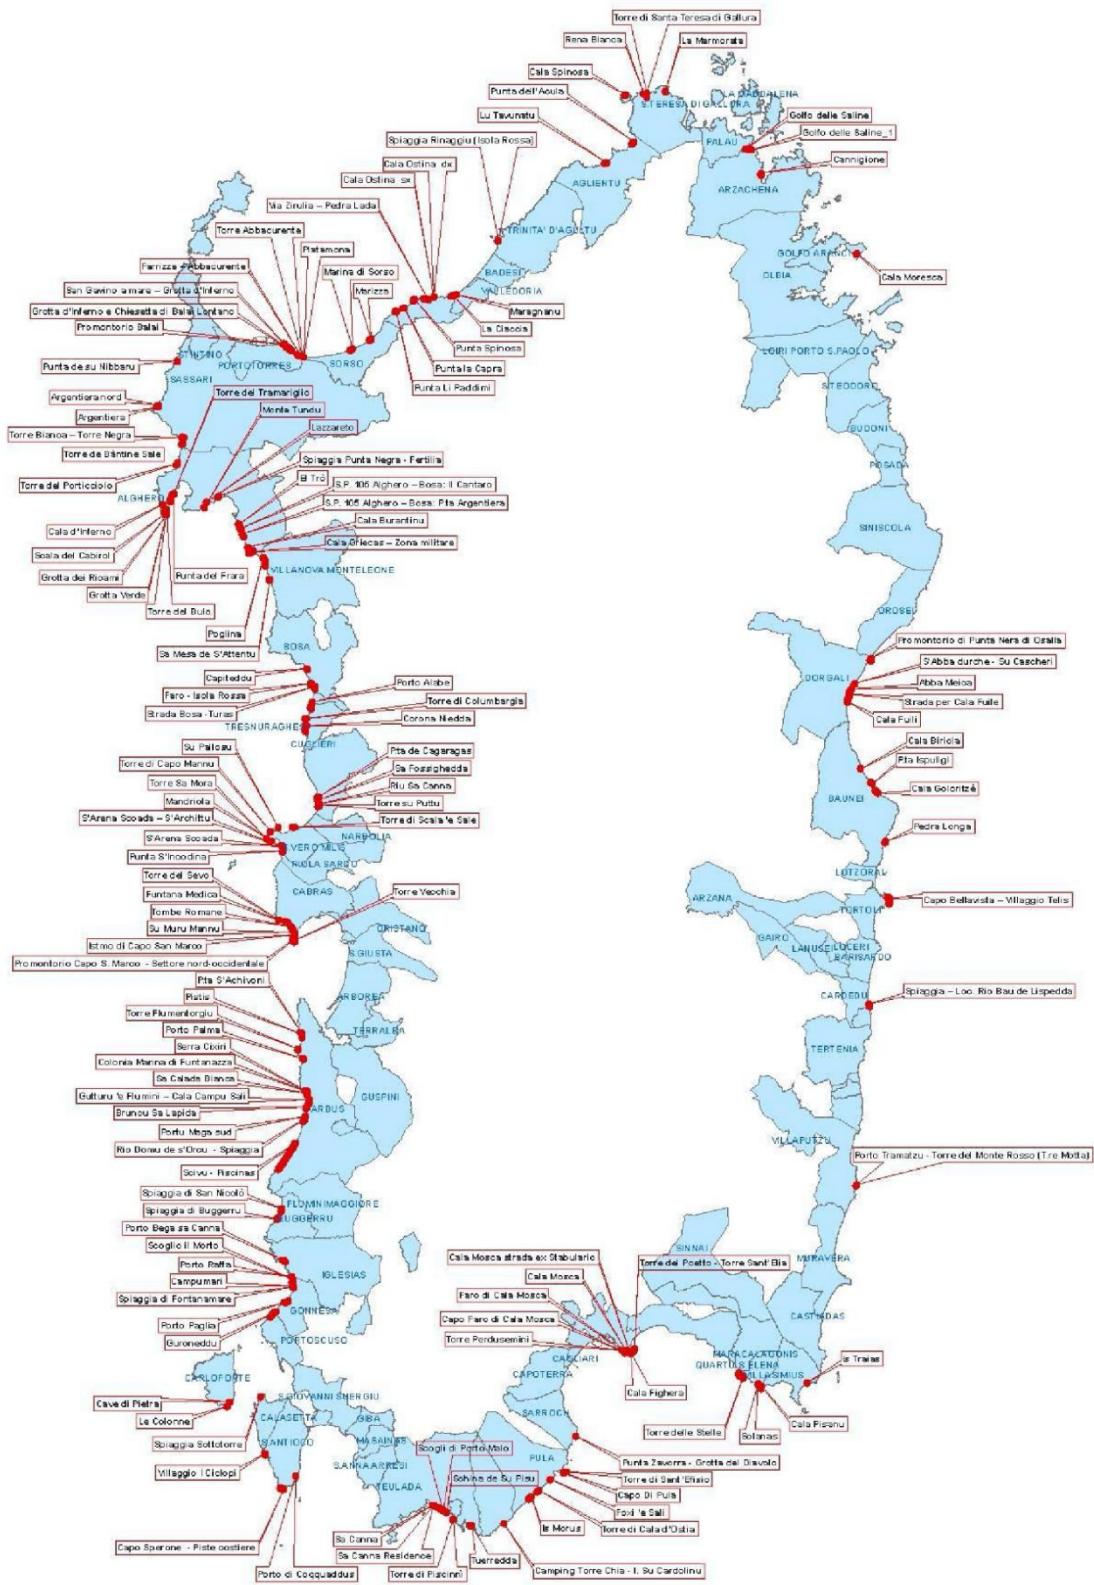 Torre di Santa Teresa di Gallura
Rena Bianca
La Marmorata
Cala Spinosa
Punta dell'Aquila
S.TERESA DI GALLURA
LA MADDALENA
Lu Tavunatu
Golfo delle Saline
Spiaggia Rinaggiu (Isola Rossa)
PALAU
Golfo delle Saline_1
Cala Ostina dx
Cannigione
Cala Ostina sx
AGLIENTU
ARZACHENA
Via Zirulia – Pedra Lada
Torre Abbacurente
TRINITA' D'AGULTU
Pistamona
GOLFO ARANCI
Farrizza – Abbacurente
Marina di Sorso
BADESI
OLBIA
Cala Moresca
San Gavino a mare – Grotta d'Inferno
Marizza
VALLEDORIA
Grotta d'Inferno e Chiesetta di Balai Lontano
Maragnanu
Promontorio Balai
La Ciaccia
Punta Spinosa
STINTINO
PORTOTORRES
SORSO
Punta la Capra
LOIRI PORTO S.PAOLO
Punta de su Nibbaru
SASSARI
Punta Li Paddimi
S.TEODORO
Argentiera nord
Torre del Tramariglio
Argentiera
Monte Tundu
BUDONI
Torre Bianca – Torre Negra
Lazzareto
Torre de Bantine Sale
Spiaggia Punta Negra - Fertilia
POSADA
Torre del Porticciolo
El Trò
S.P. 105 Alghero – Bosa: Il Cantaro
ALGHERO
S.P. 105 Alghero – Bosa: P.ta Argentiera
Cala d'Inferno
Cala Burantinu
SINISCOLA
Scala del Cabirol
Cala Griecas – Zona militare
Grotta dei Ricami
Punta del Frara
VILLANOVA MONTELEONE
Grotta Verde
Torre del Bulo
Poglina
OROSEI
Sa Mesa de S'Attentu
BOSA
Promontorio di Punta Nera di Osalla
Capiteddu
S'Abba durche - Su Cascheri
Faro - Isola Rossa
Porto Alabe
DORGALI
Abba Meica
Strada Bosa -Turas
Torre di Columbargia
Strada per Cala Fuile
TRESNURAGHES
Corona Niedda
Cala Fuili
CUGLIERI
Su Pallosu
P.ta de Cagaragas
Cala Biriola
Torre di Capo Mannu
Sa Fossighedda
P.ta Ispuligi
Torre Sa Mora
Riu Sa Canna
Cala Goloritzé
Mandriola
Torre su Puttu
BAUNEI
S'Arena Scoada – S'Archittu
Torre di Scala 'e Sale
S'Arena Scoada
NARBOLIA
Pedra Longa
S.VERO MILIS
Punta S'Incodina
RIOLA SARDO
LOTZORAI
Torre del Sevo
CABRAS
Torre Vecchia
ARZANA
Capo Bellavista – Villaggio Telis
Funtana Medica
TORTOLI'
Tombe Romane
Su Muru Mannu
ORISTANO
GAIRO
LANUSEI
LOCERI
Istmo di Capo San Marco
S.GIUSTA
BARISARDO
Promontorio Capo S. Marco - Settore nord-occidentale
P.ta S'Achivoni
CARDEDU
Spiaggia – Loc. Rio Bau de Lispedda
Pistis
ARBOREA
Torre Flumentorgiu
TERRALBA
Porto Palma
Serra Cixiri
TERTENIA
Colonia Marina di Funtanazza
Sa Calada Bianca
Gutturu 'e Flumini – Cala Campu Sali
GUSPINI
Bruncu Sa Lapida
ARBUS
Portu Maga sud
VILLAPUTZU
Rio Domu de s'Orcu - Spiaggia
Porto Tramatzu - Torre del Monte Rosso (T.re Motta)
Scivu - Piscinas
Spiaggia di San Nicolò
FLUMINIMAGGIORE
Spiaggia di Buggerru
BUGGERRU
Porto Bega sa Canna
SINNAI
Scoglio il Morto
Cala Mosca strada ex Stabulario
MURAVERA
Porto Raffa
Torre del Poetto - Torre Sant'Elia
IGLESIAS
Cala Mosca
Campumari
Faro di Cala Mosca
Spiaggia di Fontanamare
Capo Faro di Cala Mosca
GONNESA
CASTIADAS
Porto Paglia
Torre Perdusemini
Guroneddu
PORTOSCUSO
MARACALAGONIS
CAGLIARI
QUARTU S.ELENA
Is Traias
CAPOTERRA
VILLASIMIUS
CARLOFORTE
Cala Fighera
S.GIOVANNI SUERGIU
Cave di Pietra
SARROCH
Cala Pisanu
Le Colonne
CALASETTA
GIBA
Torre delle Stelle
Solanas
Spiaggia Sottotorre
S.ANTIOCO
MASAINAS
Scogli di Porto Malo
PULA
Punta Zavorra - Grotta del Diavolo
Villaggio I Ciclopi
S.ANNA ARRESI
Sohina de Su Pisu
Torre di Sant'Efisio
TEULADA
Capo Di Pula
Foxi 'e Sali
Is Morus
Torre di Cala d'Ostia
Sa Canna
Capo Sperone - Piste costiere
Sa Canna Residence
Tuerredda
Camping Torre Chia - I. Su Cardolinu
Porto di Coqquaddus
Torre di Piscinnì